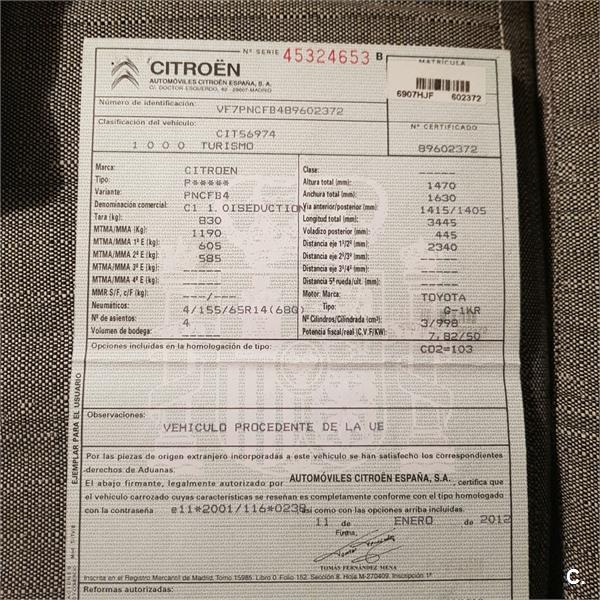 Nº SERIE 45324653 B
CITROËN
AUTOMÓVILES CITROËN ESPAÑA, S. A.
C/. DOCTOR ESQUERDO, 62 - 28007-MADRID
MATRICULA
6907HJF 602372
Número de identificación: VF7PNCFB4B9602372
Clasificación del vehículo: CIT56974
1 0 0 0 TURISMO
Nº CERTIFICADO
B9602372
Marca: CITROEN
Tipo: P*****
Variante: PNCFB4
Denominación comercial: C1 1.0ISEDUCTION
Tara (kg): 830
MTMA/MMA (Kg): 1190
MTMA/MMA 1º E (kg): 605
MTMA/MMA 2º E (kg): 585
MTMA/MMA 3º E (kg): -----
MTMA/MMA 4º E (kg): -----
MMR S/F, c/F (kg): ---/---
Neumáticos: 4/155/65R14(68Q)
Nº de asientos: 4
Volumen de bodega: -----
Clase: -----
Altura total (mm): 1470
Anchura total (mm): 1630
Vía anterior/posterior (mm): 1415/1405
Longitud total (mm): 3445
Voladizo posterior (mm): 445
Distancia eje 1º/2º (mm): 2340
Distancia eje 2º/3º (mm): -----
Distancia eje 3º/4º (mm): -----
Distancia 5ª rueda/ult. (mm): -----
Motor: Marca: TOYOTA
Tipo: G-1KR
Nº Cilindros/Cilindrada (cm³): 3/998
Potencia fiscal/real (C.V.F/KW): 7,82/50
Opciones incluidas en la homologación de tipo: CO2=103
Observaciones:
VEHICULO PROCEDENTE DE LA UE
EJEMPLAR PARA EL USUARIO
Por las piezas de origen extranjero incorporadas a este vehículo se han satisfecho los correspondientes
derechos de Aduanas.
El abajo firmante, legalmente autorizado por AUTOMÓVILES CITROËN ESPAÑA, S.A., certifica que
el vehículo carrozado cuyas características se reseñan es completamente conforme con el tipo homologado
con la contraseña e11*2001/116*0238 así como con las opciones arriba incluidas.
11 de ENERO de 2012
Firma,
TOMÁS FERNÁNDEZ MENA
Inscrita en el Registro Mercantil de Madrid, Tomo 15985, Libro 0, Folio 152, Sección 8, Hoja M-270409, Inscripción 1ª
Reformas autorizadas:
C.